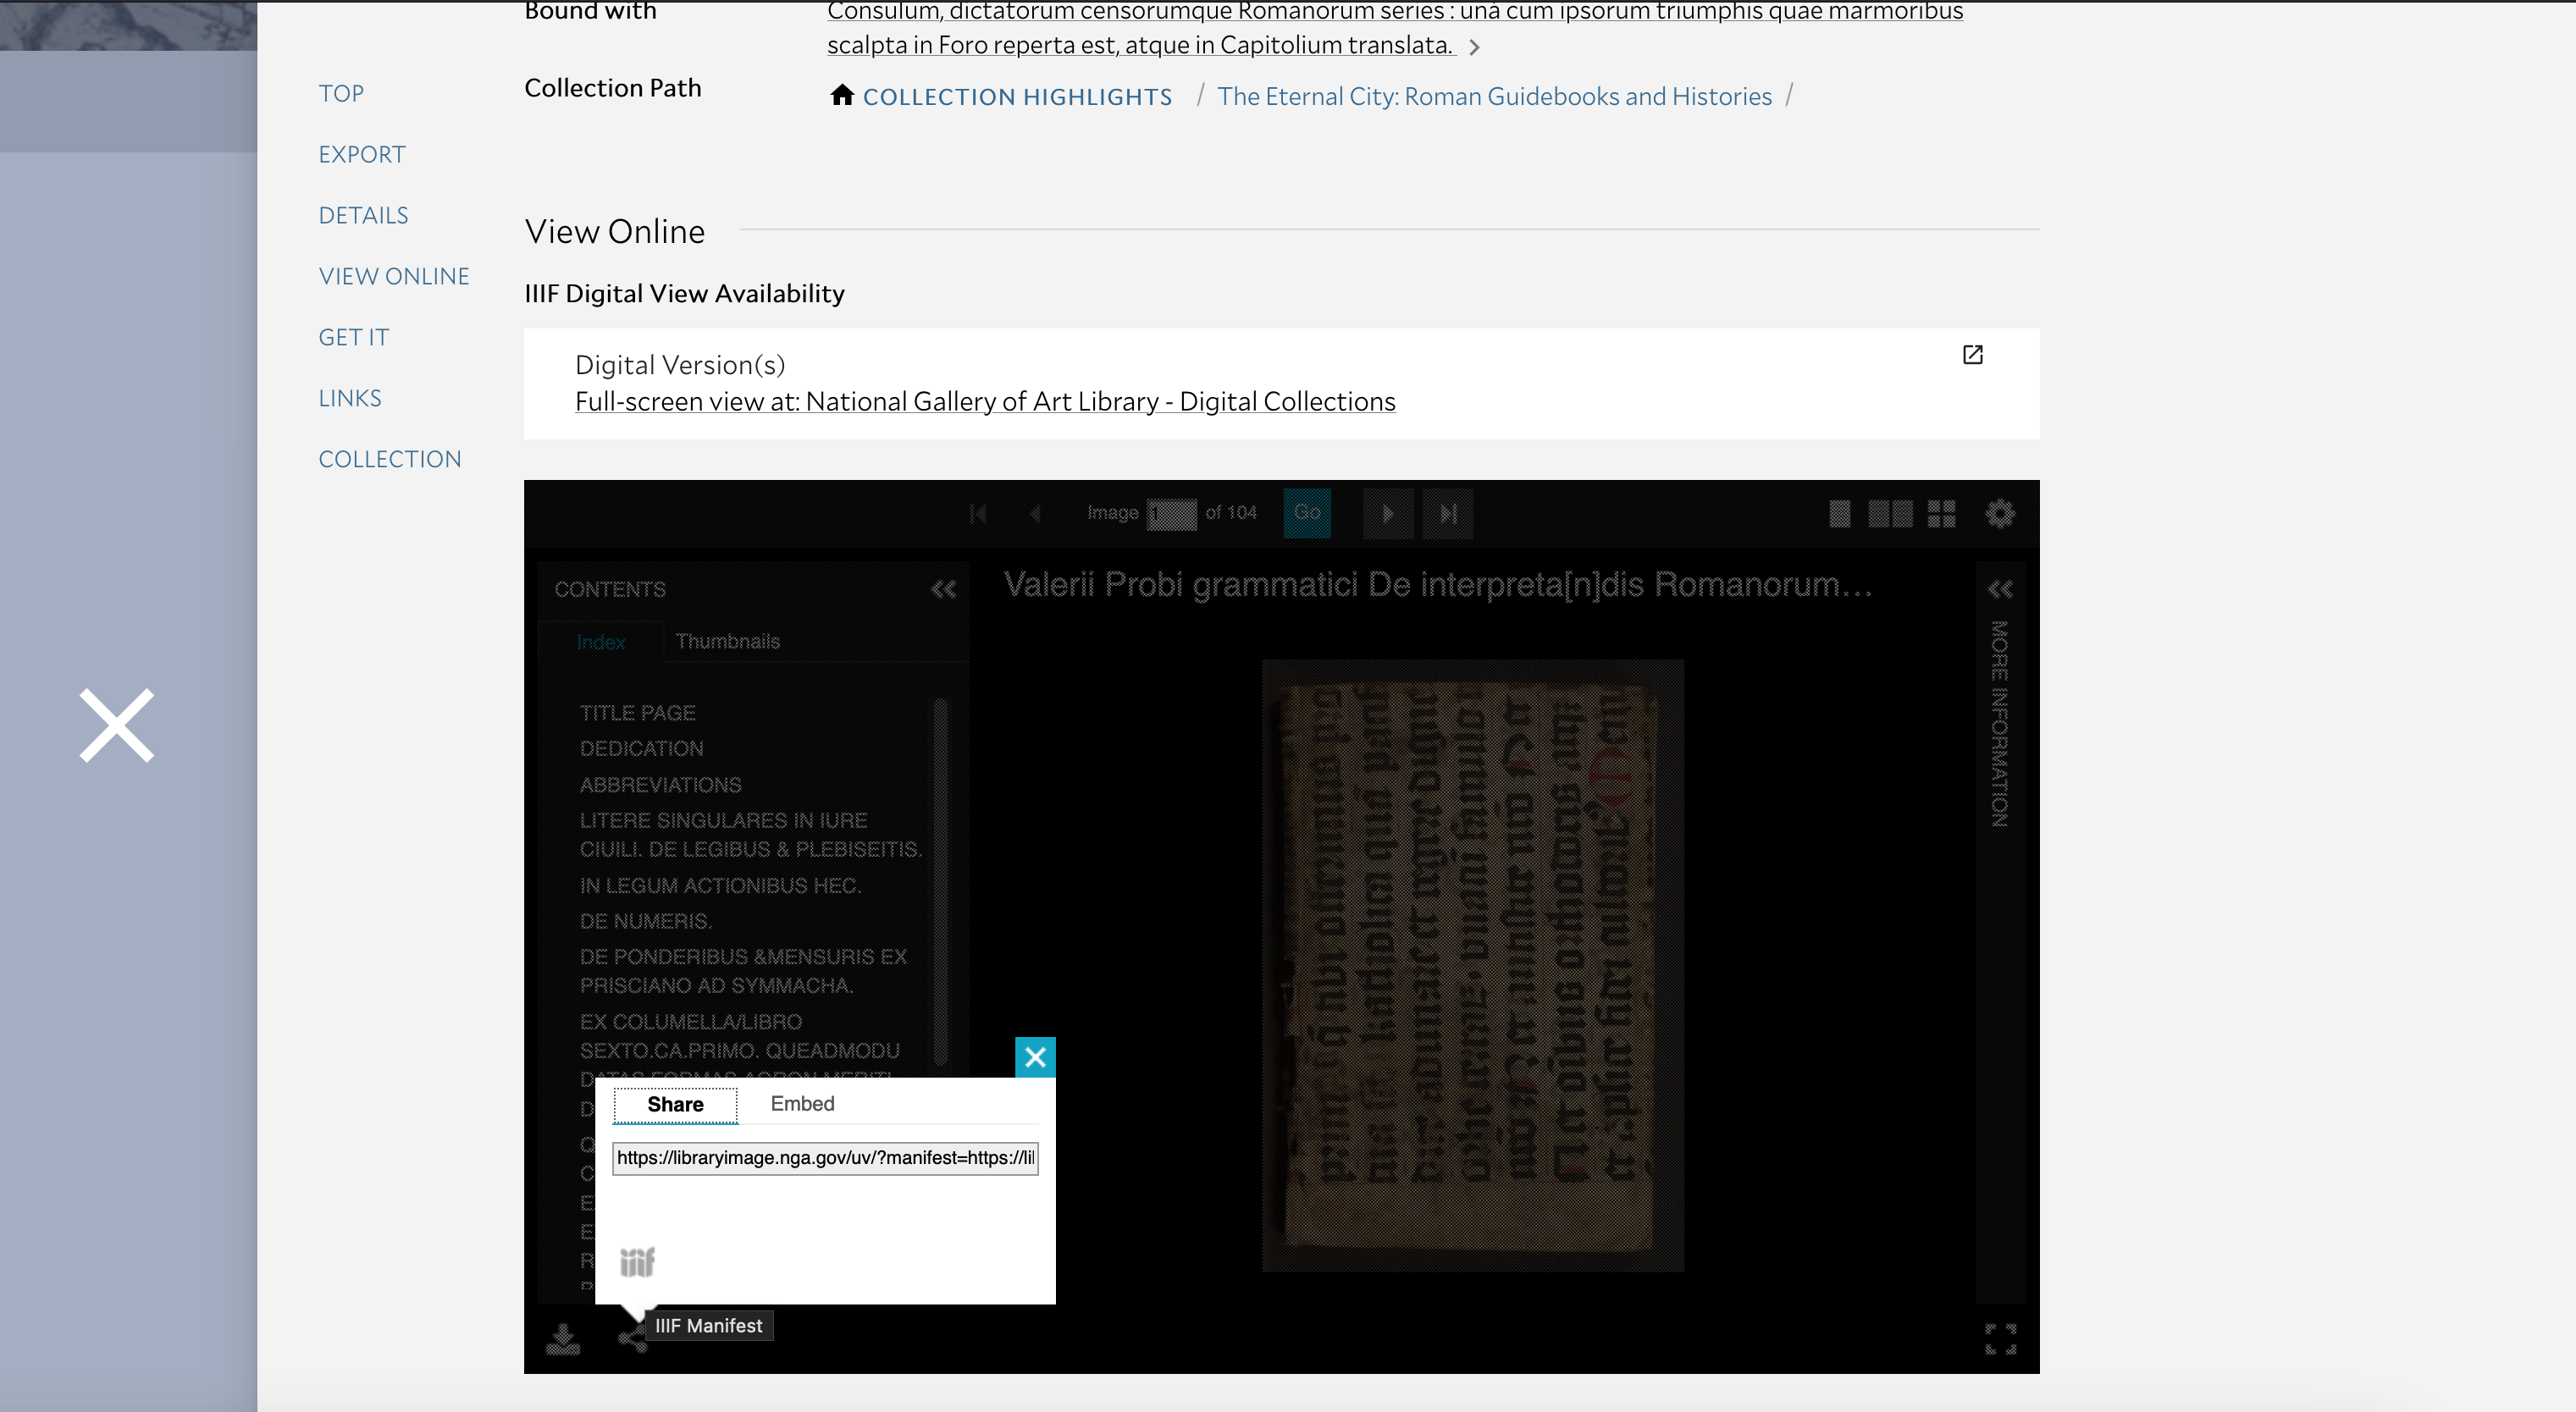 Bound with
Consulum, dictatorum censorumque Romanorum series : unà cum ipsorum triumphis quae marmoribus
scalpta in Foro reperta est, atque in Capitolium translata.
Collection Path
COLLECTION HIGHLIGHTS / The Eternal City: Roman Guidebooks and Histories /
TOP
EXPORT
DETAILS
VIEW ONLINE
GET IT
LINKS
COLLECTION
View Online
IIIF Digital View Availability
Digital Version(s)
Full-screen view at: National Gallery of Art Library - Digital Collections
Image 1 of 104 Go
CONTENTS
Index Thumbnails
TITLE PAGE
DEDICATION
ABBREVIATIONS
LITERE SINGULARES IN IURE
CIUILI. DE LEGIBUS & PLEBISEITIS.
IN LEGUM ACTIONIBUS HEC.
DE NUMERIS.
DE PONDERIBUS &MENSURIS EX
PRISCIANO AD SYMMACHA.
EX COLUMELLA/LIBRO
SEXTO.CA.PRIMO. QUEADMODU
Valerii Probi grammatici De interpreta[n]dis Romanorum...
MORE INFORMATION
Share Embed
https://libraryimage.nga.gov/uv/?manifest=https://li
iiif
IIIF Manifest